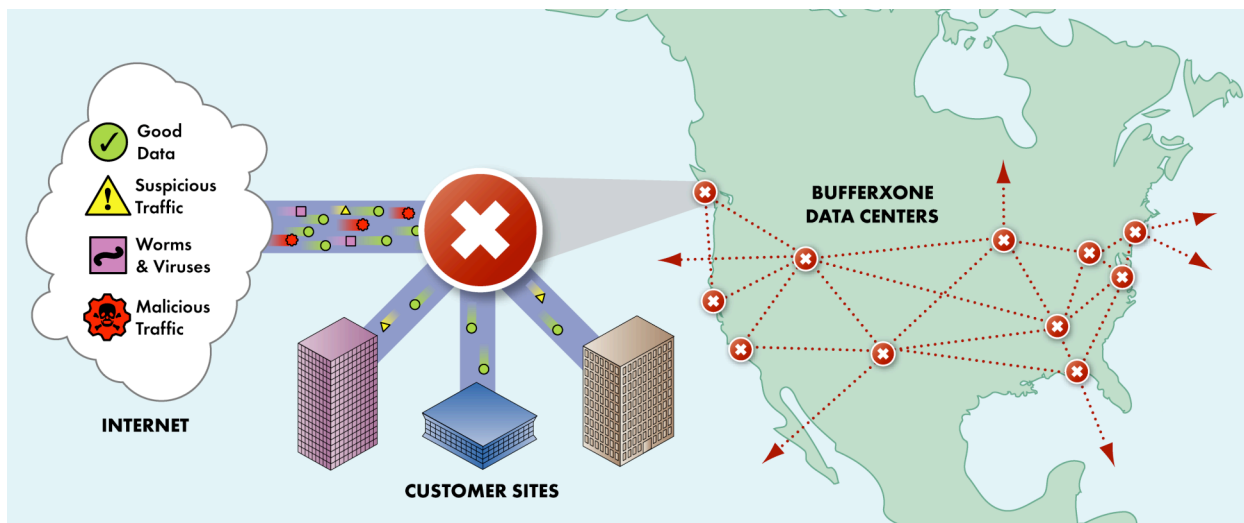 Good
Data
Suspicious
Traffic
Worms
& Viruses
Malicious
Traffic
INTERNET
CUSTOMER SITES
BUFFERXONE
DATA CENTERS